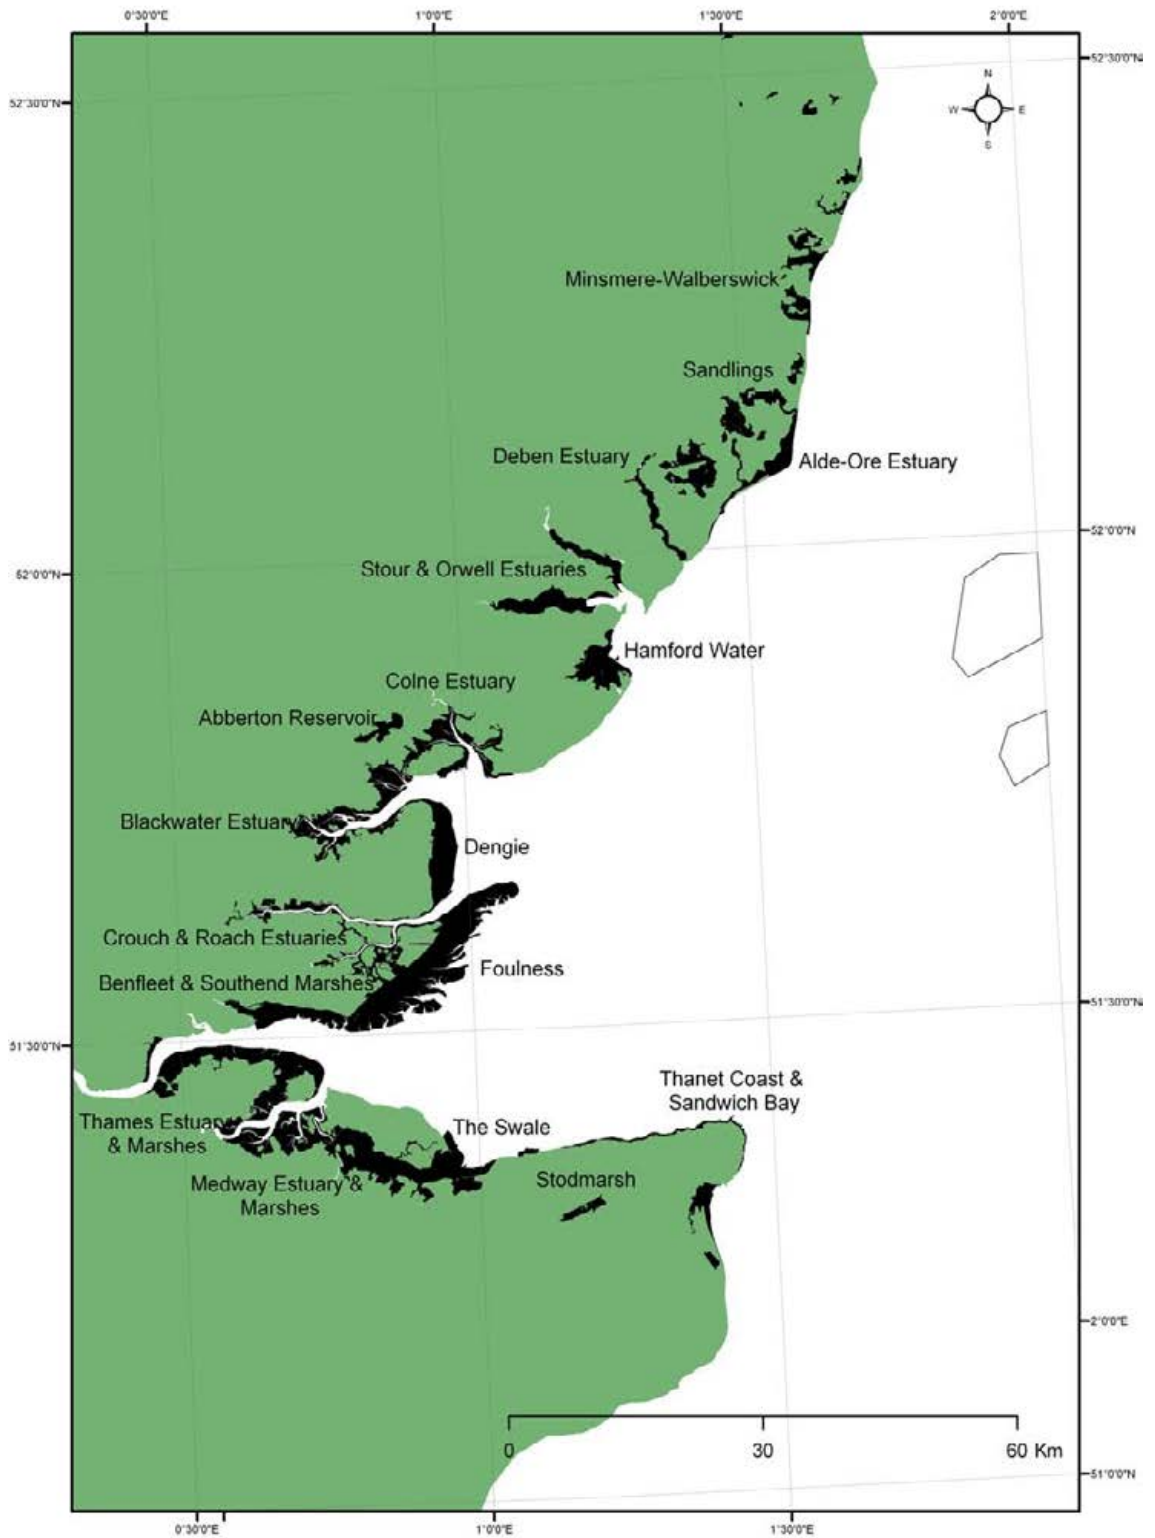 0°30'0"E
1°0'0"E
1°30'0"E
2°0'0"E
52°30'0"N
52°30'0"N
N
W
E
S
Minsmere-Walberswick
Sandlings
Deben Estuary
Alde-Ore Estuary
52°0'0"N
Stour & Orwell Estuaries
52°0'0"N
Hamford Water
Colne Estuary
Abberton Reservoir
Blackwater Estuary
Dengie
Crouch & Roach Estuaries
Foulness
Benfleet & Southend Marshes
51°30'0"N
51°30'0"N
Thanet Coast &
Sandwich Bay
Thames Estuary
& Marshes
The Swale
Medway Estuary &
Marshes
Stodmarsh
2°0'0"E
0
30
60 Km
51°0'0"N
0°30'0"E
1°0'0"E
1°30'0"E